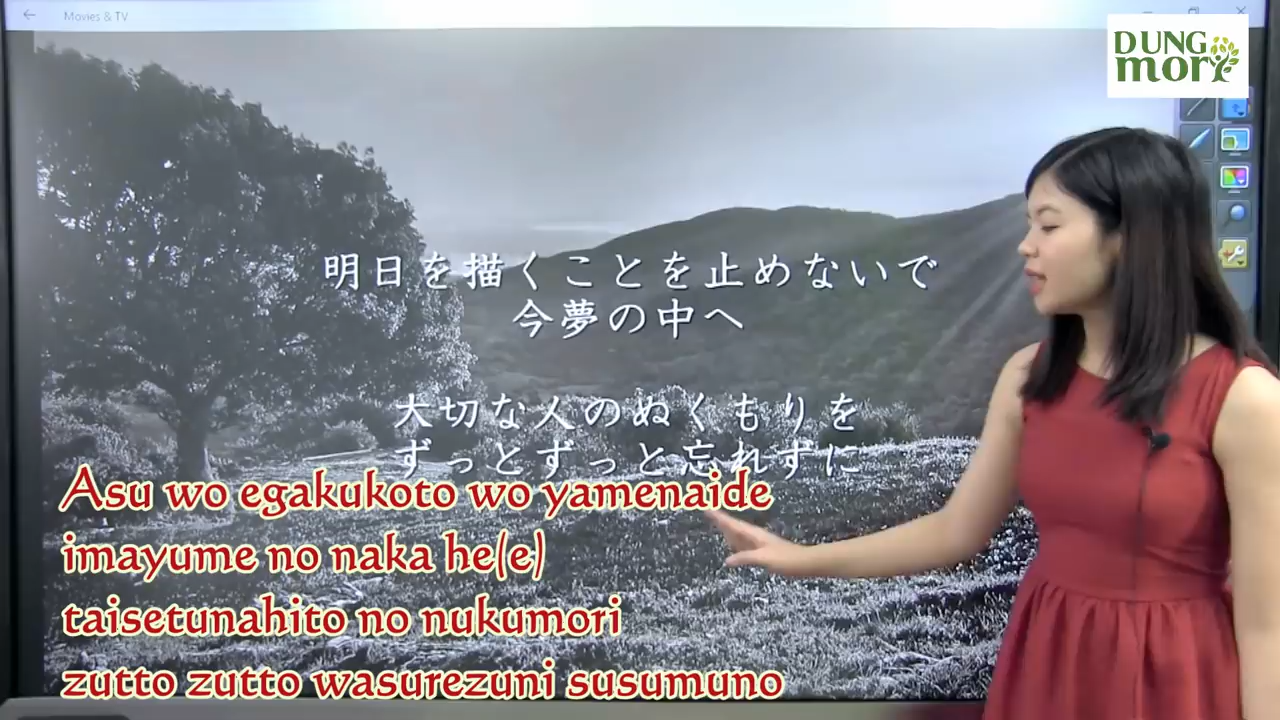 Movies & TV
DUNG
mori
明日を描くことを止めないで
今夢の中へ
大切な人のぬくもりを
ずっとずっと忘れずに
Asu wo egakukoto wo yamenaide
imayume no naka he(e)
taisetunahito no nukumori
zutto zutto wasurezuni susumuno